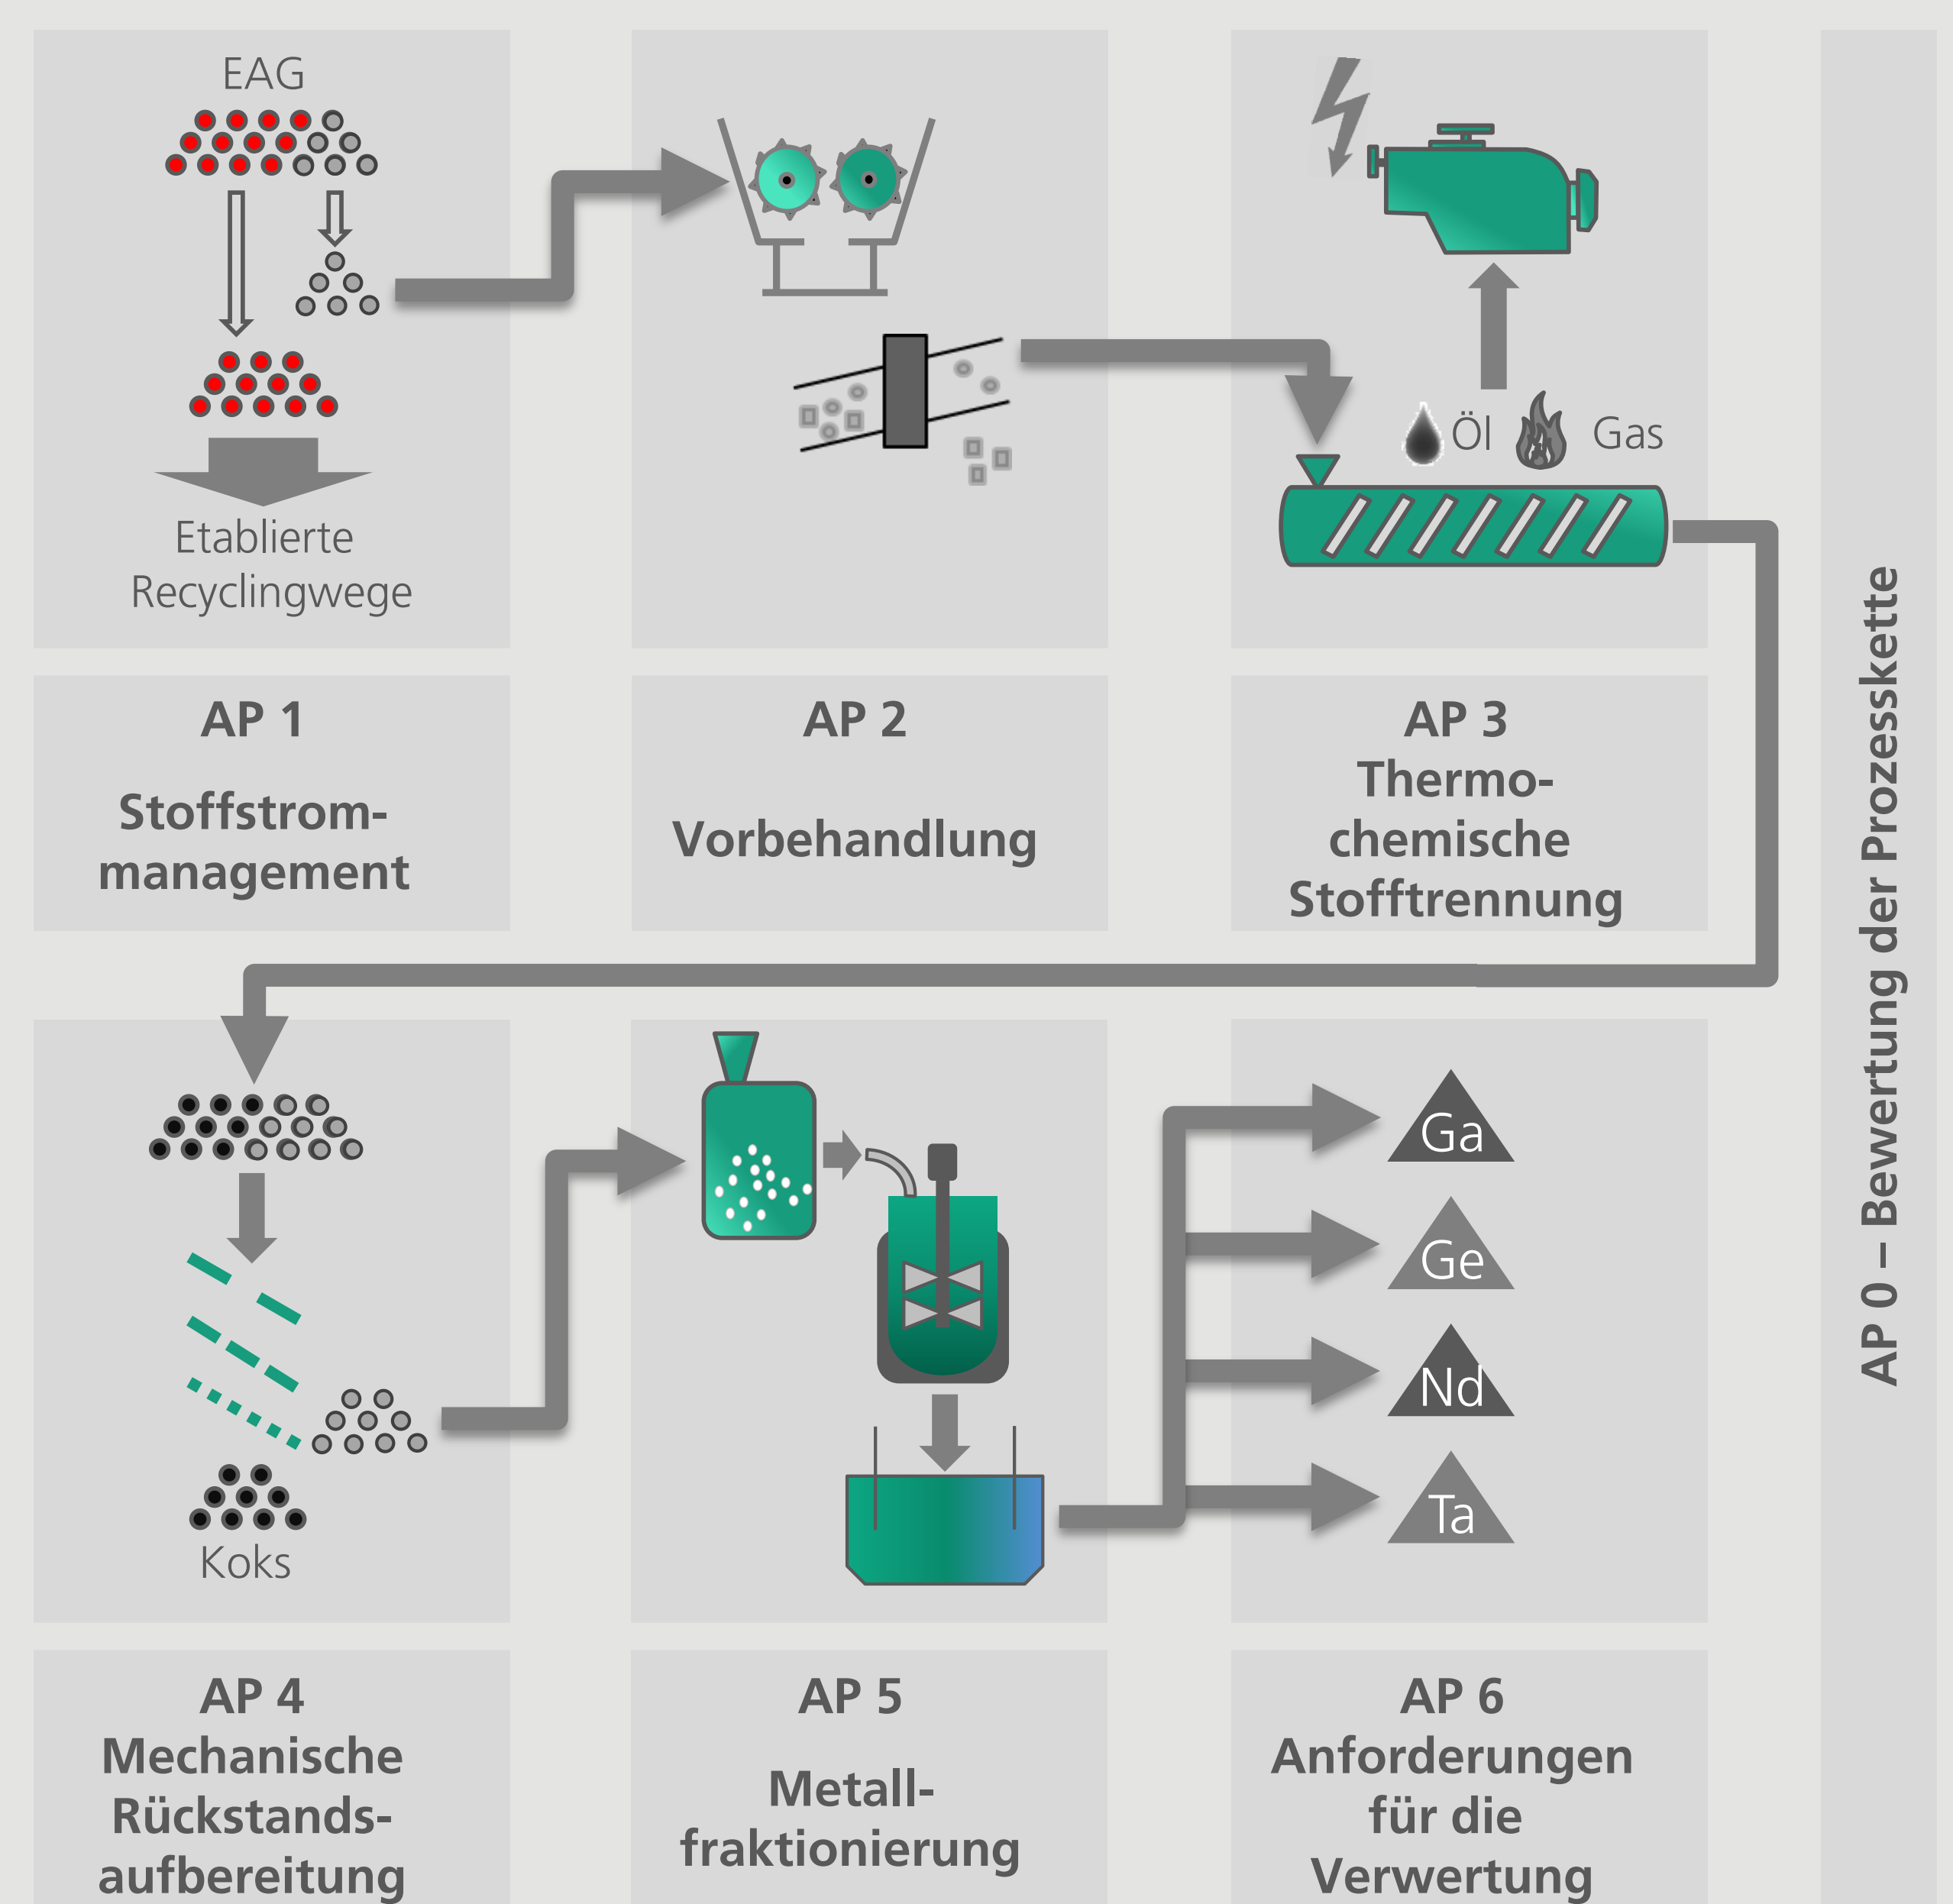 EAG
Etablierte
Recyclingwege
Öl
Gas
AP 1
Stoffstrom-
management
AP 2
Vorbehandlung
AP 3
Thermo-
chemische
Stofftrennung
Koks
Ga
Ge
Nd
Ta
AP 4
Mechanische
Rückstands-
aufbereitung
AP 5
Metall-
fraktionierung
AP 6
Anforderungen
für die
Verwertung
AP 0 – Bewertung der Prozesskette